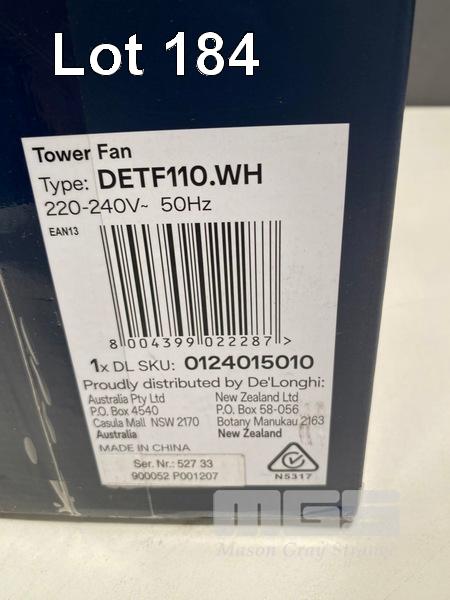 Lot 184
Tower Fan
Type: DETF110.WH
220-240V~ 50Hz
EAN13
8 004399 022287 >
1x DL SKU: 0124015010
Proudly distributed by De'Longhi:
Australia Pty Ltd
P.O. Box 4540
Casula Mall NSW 2170
Australia
New Zealand Ltd
P.O. Box 58-056
Botany Manukau 2163
New Zealand
MADE IN CHINA
Ser. Nr.: 527 33
900052 P001207
N5317
MGS
Mason Gray Strange